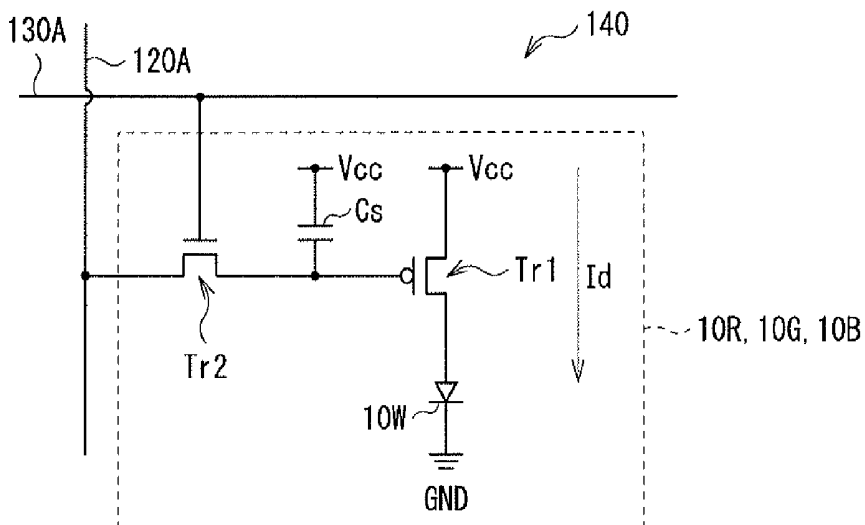 130A
120A
140
Vcc
Vcc
Cs
Tr1
Id
Tr2
10R, 10G, 10B
10W
GND